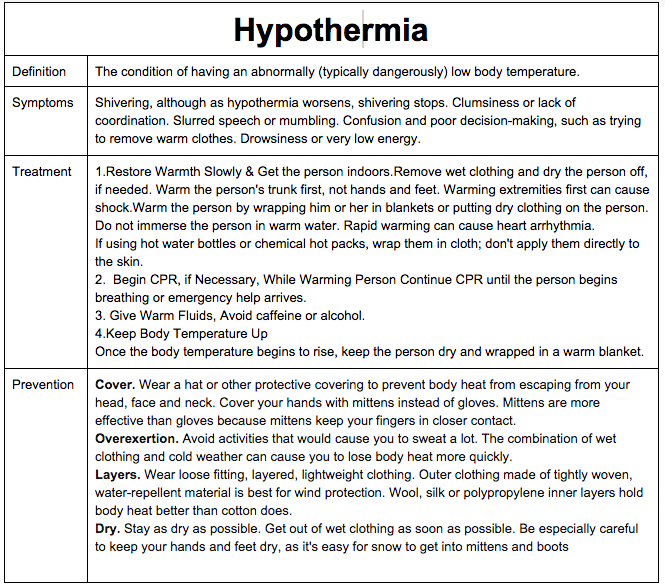 Hypothermia
Definition
The condition of having an abnormally (typically dangerously) low body temperature.
Symptoms
Shivering, although as hypothermia worsens, shivering stops. Clumsiness or lack of
coordination. Slurred speech or mumbling. Confusion and poor decision-making, such as trying
to remove warm clothes. Drowsiness or very low energy.
Treatment
1.Restore Warmth Slowly & Get the person indoors.Remove wet clothing and dry the person off,
if needed. Warm the person's trunk first, not hands and feet. Warming extremities first can cause
shock.Warm the person by wrapping him or her in blankets or putting dry clothing on the person.
Do not immerse the person in warm water. Rapid warming can cause heart arrhythmia.
If using hot water bottles or chemical hot packs, wrap them in cloth; don't apply them directly to
the skin.
2.  Begin CPR, if Necessary, While Warming Person Continue CPR until the person begins
breathing or emergency help arrives.
3. Give Warm Fluids, Avoid caffeine or alcohol.
4.Keep Body Temperature Up
Once the body temperature begins to rise, keep the person dry and wrapped in a warm blanket.
Prevention
Cover. Wear a hat or other protective covering to prevent body heat from escaping from your
head, face and neck. Cover your hands with mittens instead of gloves. Mittens are more
effective than gloves because mittens keep your fingers in closer contact.
Overexertion. Avoid activities that would cause you to sweat a lot. The combination of wet
clothing and cold weather can cause you to lose body heat more quickly.
Layers. Wear loose fitting, layered, lightweight clothing. Outer clothing made of tightly woven,
water-repellent material is best for wind protection. Wool, silk or polypropylene inner layers hold
body heat better than cotton does.
Dry. Stay as dry as possible. Get out of wet clothing as soon as possible. Be especially careful
to keep your hands and feet dry, as it's easy for snow to get into mittens and boots